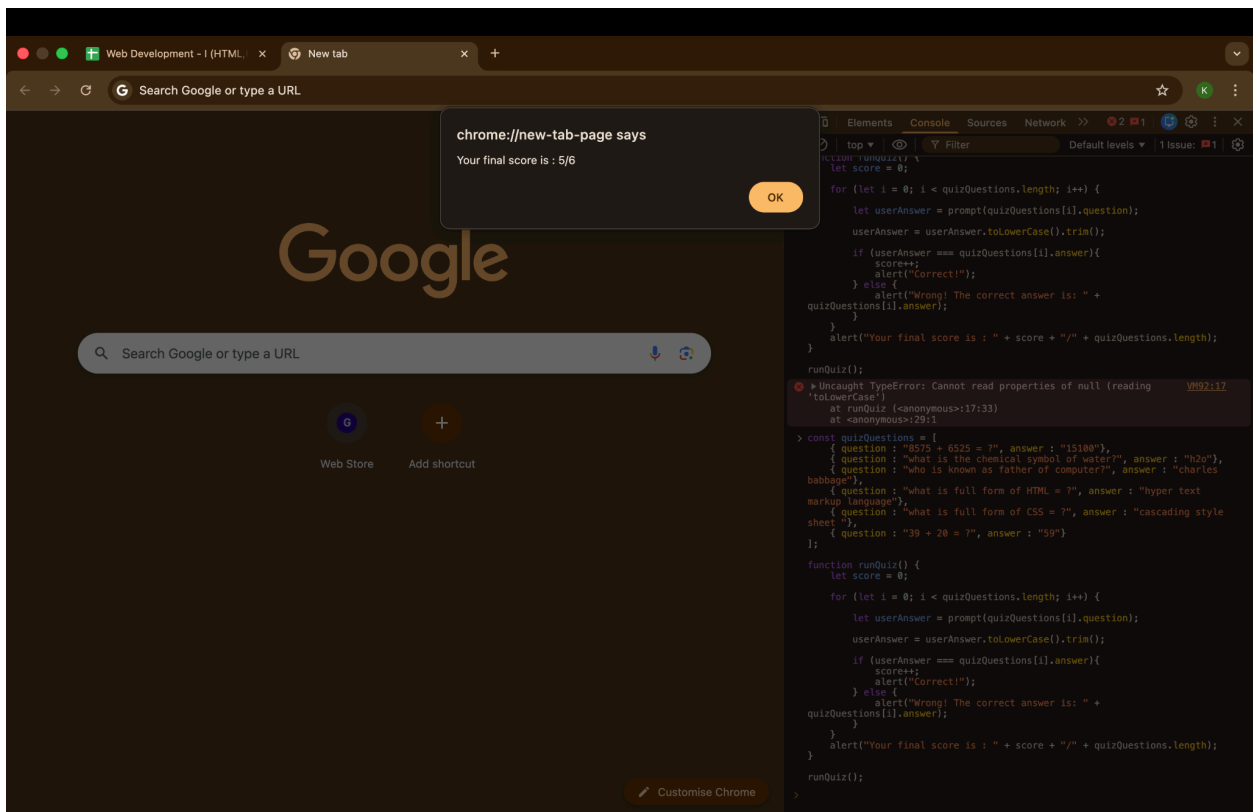 Web Development - I (HTML,
New tab
Search Google or type a URL
K
chrome://new-tab-page says
Your final score is : 5/6
OK
Google
Search Google or type a URL
G
Web Store
Add shortcut
Customise Chrome
Elements Console Sources Network 2 1
top Filter Default levels 1 Issue: 1
let score = 0;
for (let i = 0; i < quizQuestions.length; i++) {
let userAnswer = prompt(quizQuestions[i].question);
userAnswer = userAnswer.toLowerCase().trim();
if (userAnswer === quizQuestions[i].answer){
score++;
alert("Correct!");
} else {
alert("Wrong! The correct answer is: " +
quizQuestions[i].answer);
}
}
alert("Your final score is : " + score + "/" + quizQuestions.length);
}
runQuiz();
Uncaught TypeError: Cannot read properties of null (reading VM92:17
'toLowerCase')
at runQuiz (<anonymous>:17:33)
at <anonymous>:29:1
> const quizQuestions = [
{ question : "8575 + 6525 = ?", answer : "15100"},
{ question : "what is the chemical symbol of water?", answer : "h2o"},
{ question : "who is known as father of computer?", answer : "charles
babbage"},
{ question : "what is full form of HTML = ?", answer : "hyper text
markup language"},
{ question : "what is full form of CSS = ?", answer : "cascading style
sheet "},
{ question : "39 + 20 = ?", answer : "59"}
];
function runQuiz() {
let score = 0;
for (let i = 0; i < quizQuestions.length; i++) {
let userAnswer = prompt(quizQuestions[i].question);
userAnswer = userAnswer.toLowerCase().trim();
if (userAnswer === quizQuestions[i].answer){
score++;
alert("Correct!");
} else {
alert("Wrong! The correct answer is: " +
quizQuestions[i].answer);
}
}
alert("Your final score is : " + score + "/" + quizQuestions.length);
}
runQuiz();
>